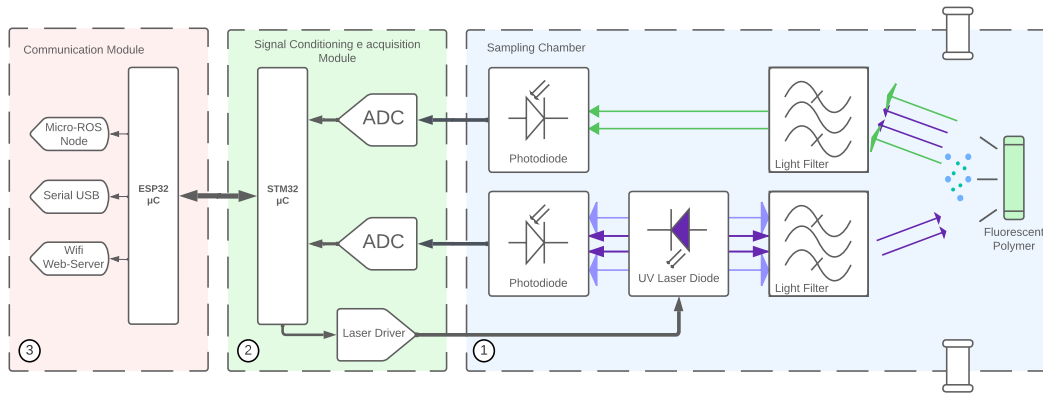 Communication Module
Micro-ROS
Node
Serial USB
Wifi
Web-Server
ESP32
µC
3
Signal Conditioning e acquisition
Module
STM32
µC
ADC
ADC
Laser Driver
2
Sampling Chamber
Photodiode
Light Filter
Photodiode
UV Laser Diode
Light Filter
Fluorescent
Polymer
1